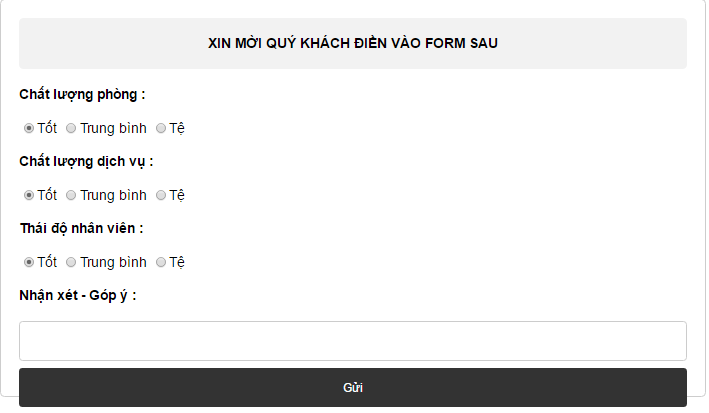 XIN MỜI QUÝ KHÁCH ĐIỀN VÀO FORM SAU
Chất lượng phòng :
Tốt Trung bình Tệ
Chất lượng dịch vụ :
Tốt Trung bình Tệ
Thái độ nhân viên :
Tốt Trung bình Tệ
Nhận xét - Góp ý :
Gửi